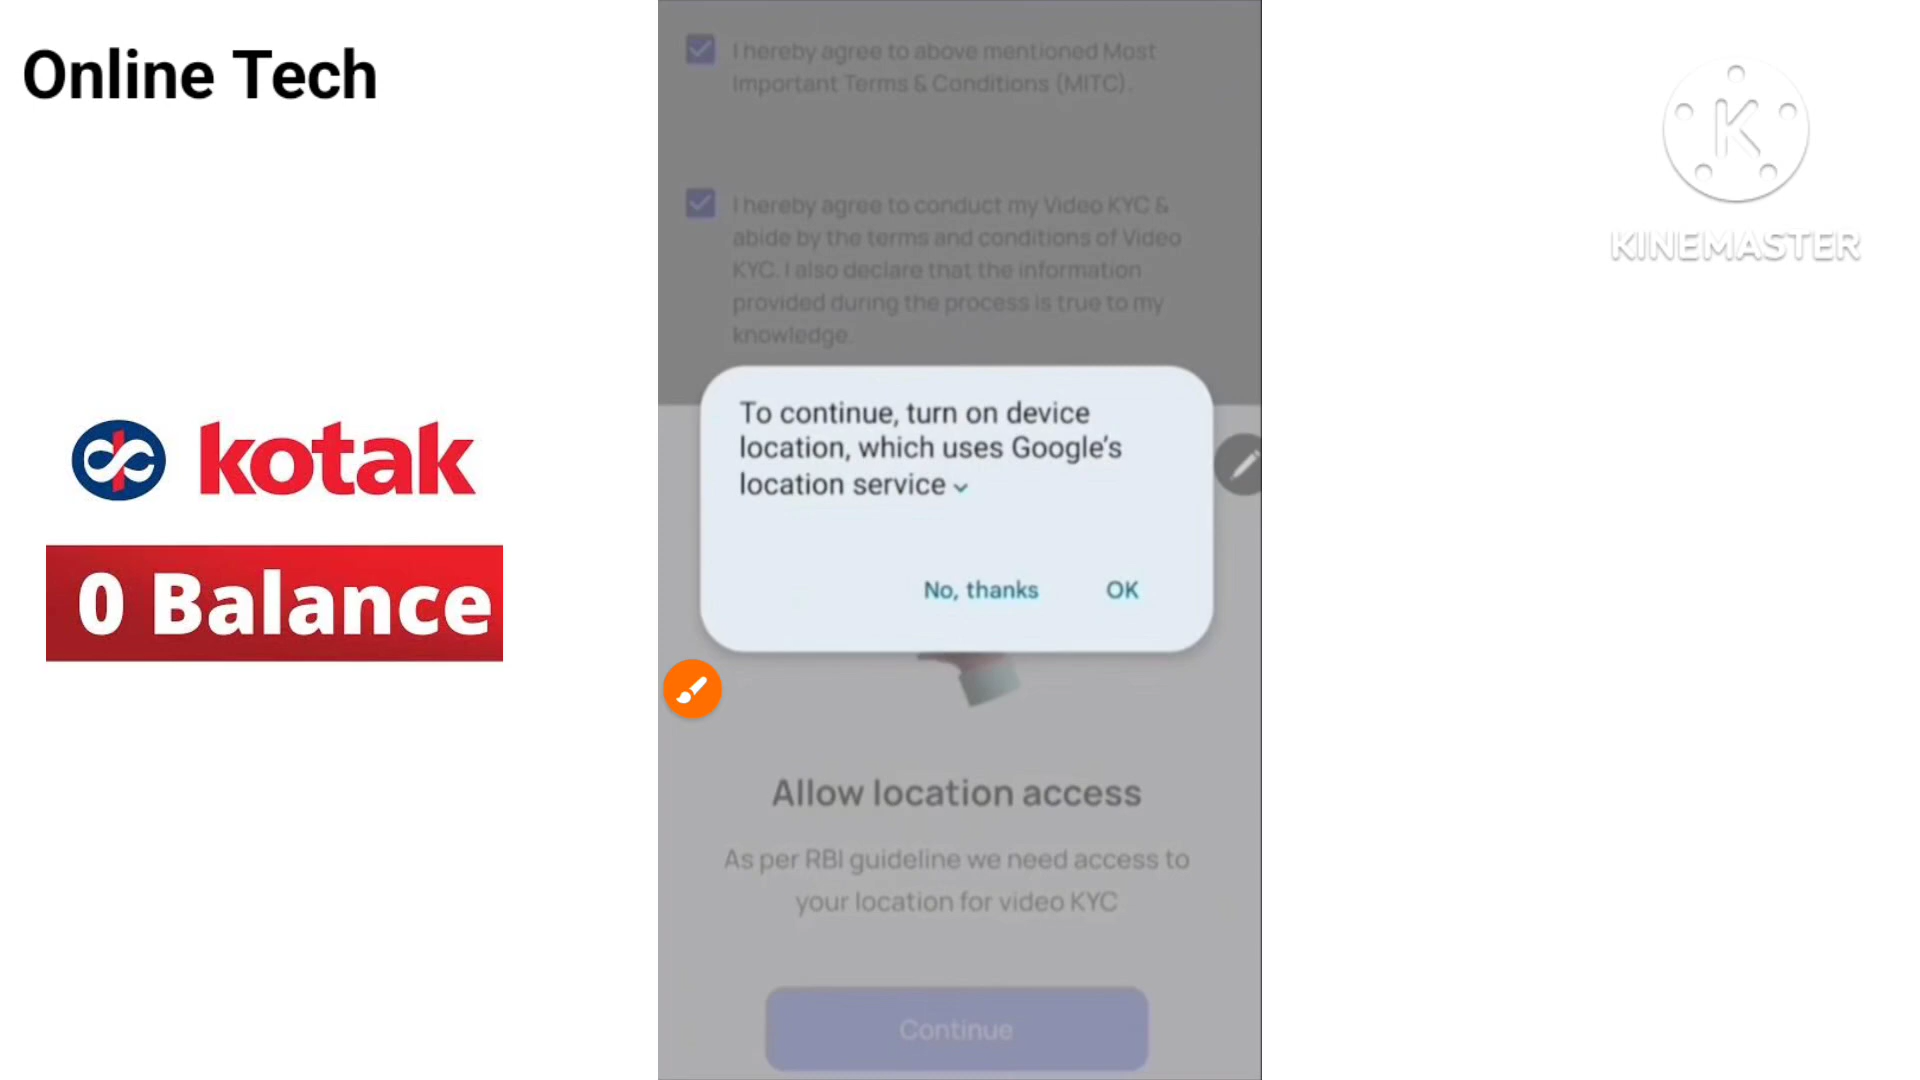 Online Tech
kotak
0 Balance
I hereby agree to above mentioned Most
Important Terms & Conditions (MITC).
I hereby agree to conduct my Video KYC &
abide by the terms and conditions of Video
KYC. I also declare that the information
provided during the process is true to my
knowledge.
To continue, turn on device
location, which uses Google's
location service
No, thanks OK
Allow location access
As per RBI guideline we need access to
your location for video KYC
Continue
K
KINEMASTER